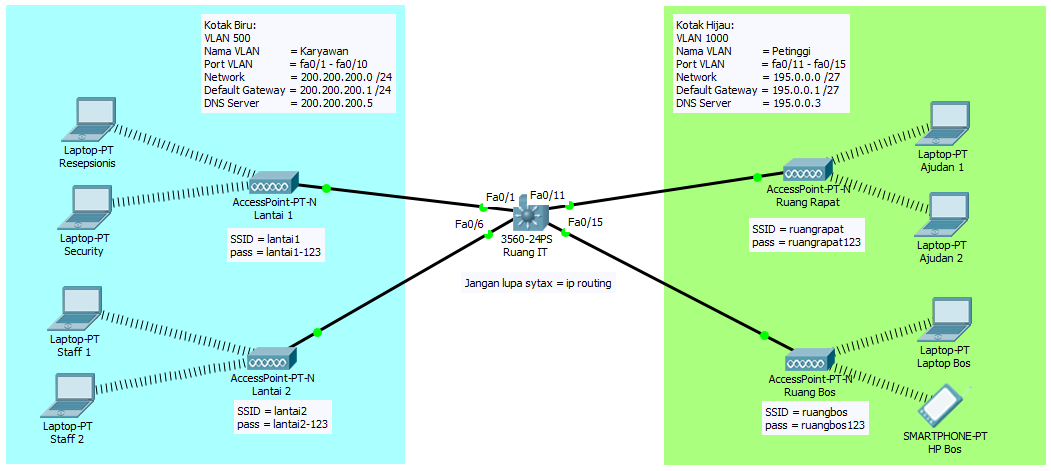 Kotak Biru:
VLAN 500
Nama VLAN = Karyawan
Port VLAN = fa0/1 - fa0/10
Network = 200.200.200.0 /24
Default Gateway = 200.200.200.1 /24
DNS Server = 200.200.200.5
Kotak Hijau:
VLAN 1000
Nama VLAN = Petinggi
Port VLAN = fa0/11 - fa0/15
Network = 195.0.0.0 /27
Default Gateway = 195.0.0.1 /27
DNS Server = 195.0.0.3
Laptop-PT
Resepsionis
Laptop-PT
Security
AccessPoint-PT-N
Lantai 1
SSID = lantai1
pass = lantai1-123
Laptop-PT
Staff 1
Laptop-PT
Staff 2
AccessPoint-PT-N
Lantai 2
SSID = lantai2
pass = lantai2-123
Fa0/1
Fa0/11
Fa0/6
Fa0/15
3560-24PS
Ruang IT
Jangan lupa sytax = ip routing
AccessPoint-PT-N
Ruang Rapat
SSID = ruangrapat
pass = ruangrapat123
Laptop-PT
Ajudan 1
Laptop-PT
Ajudan 2
AccessPoint-PT-N
Ruang Bos
SSID = ruangbos
pass = ruangbos123
Laptop-PT
Laptop Bos
SMARTPHONE-PT
HP Bos